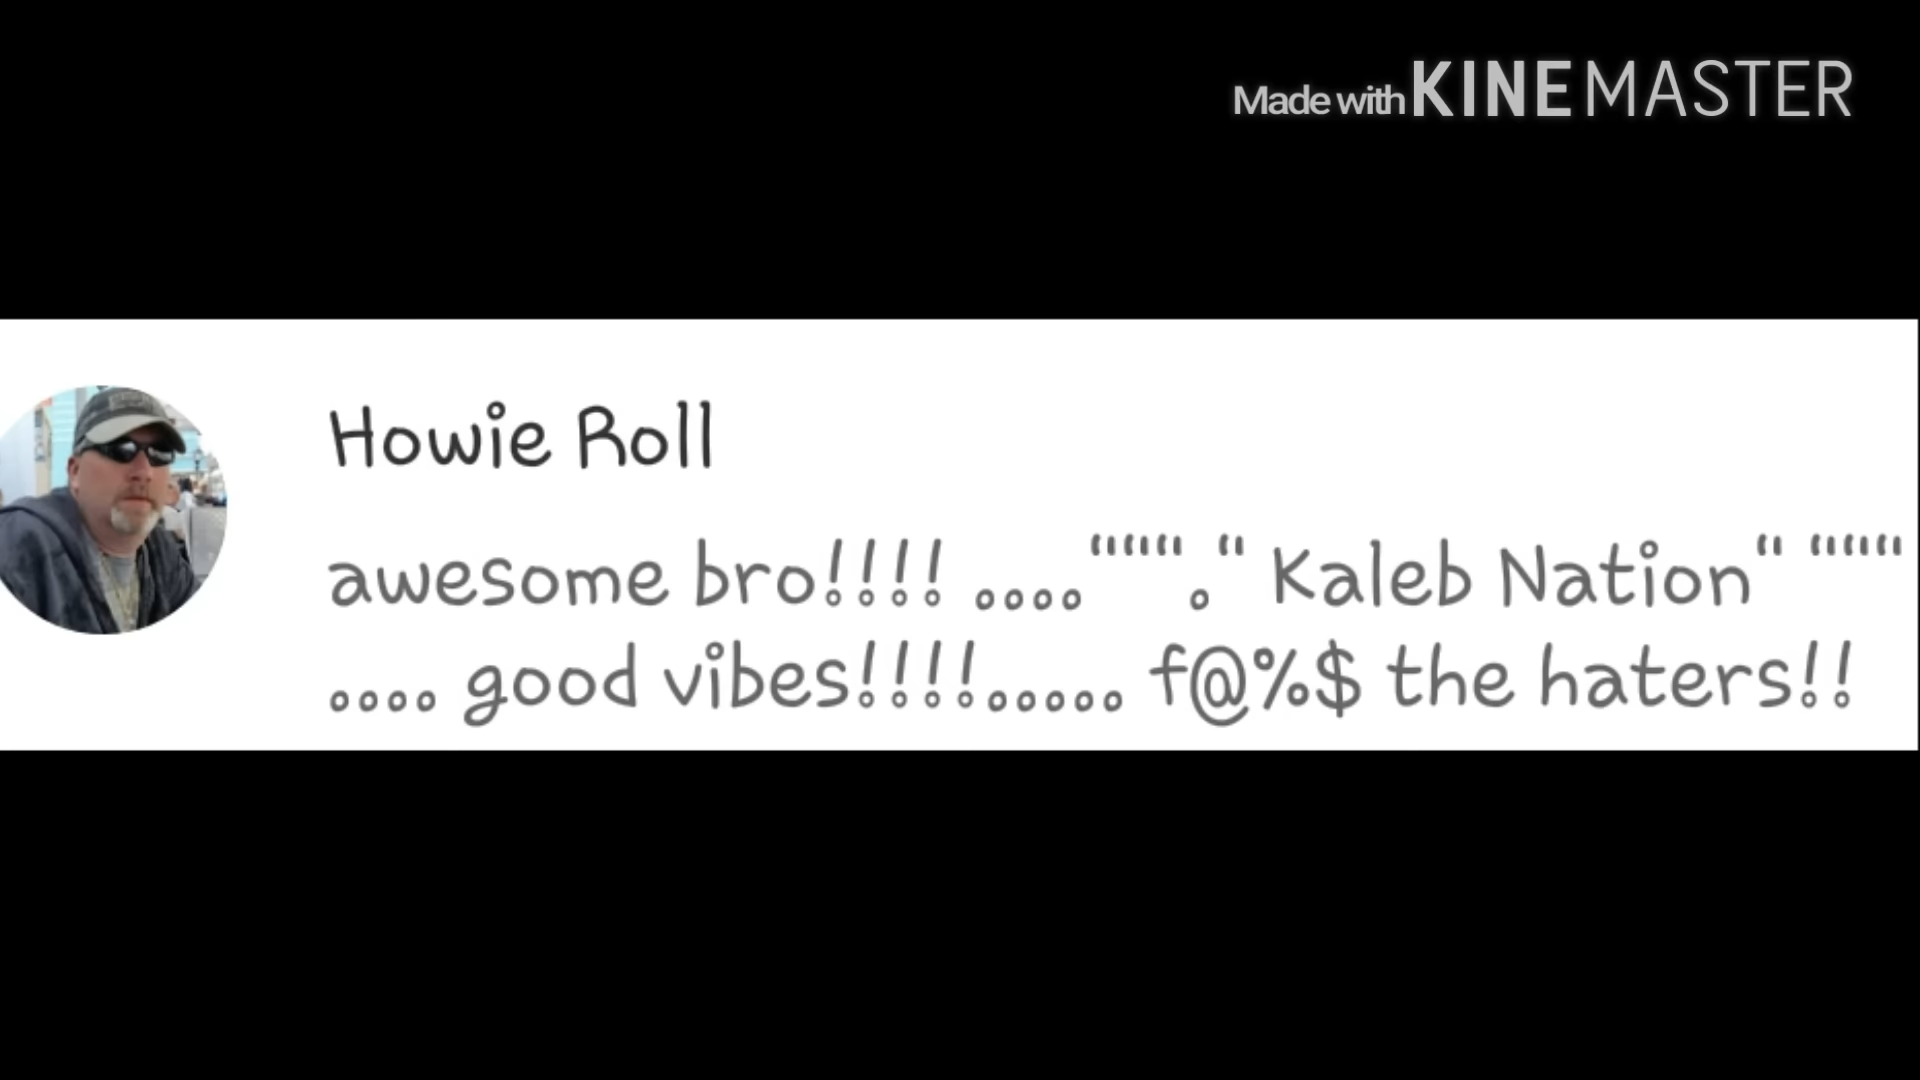 Made with KINEMASTER
Howie Roll
awesome bro!!!! ....""".“ Kaleb Nation“ """
.... good vibes!!!!..... f@%$ the haters!!